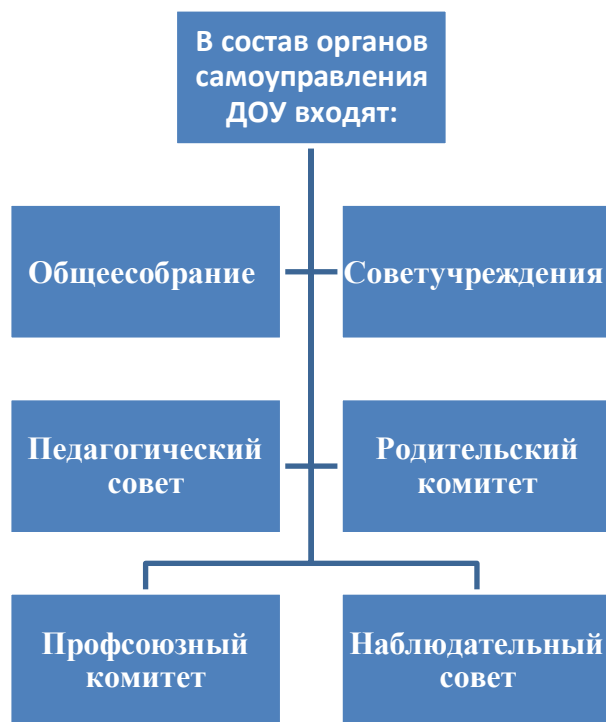 В состав органов
самоуправления
ДОУ входят:
Общеесобрание
Советучреждения
Педагогический
совет
Родительский
комитет
Профсоюзный
комитет
Наблюдательный
совет